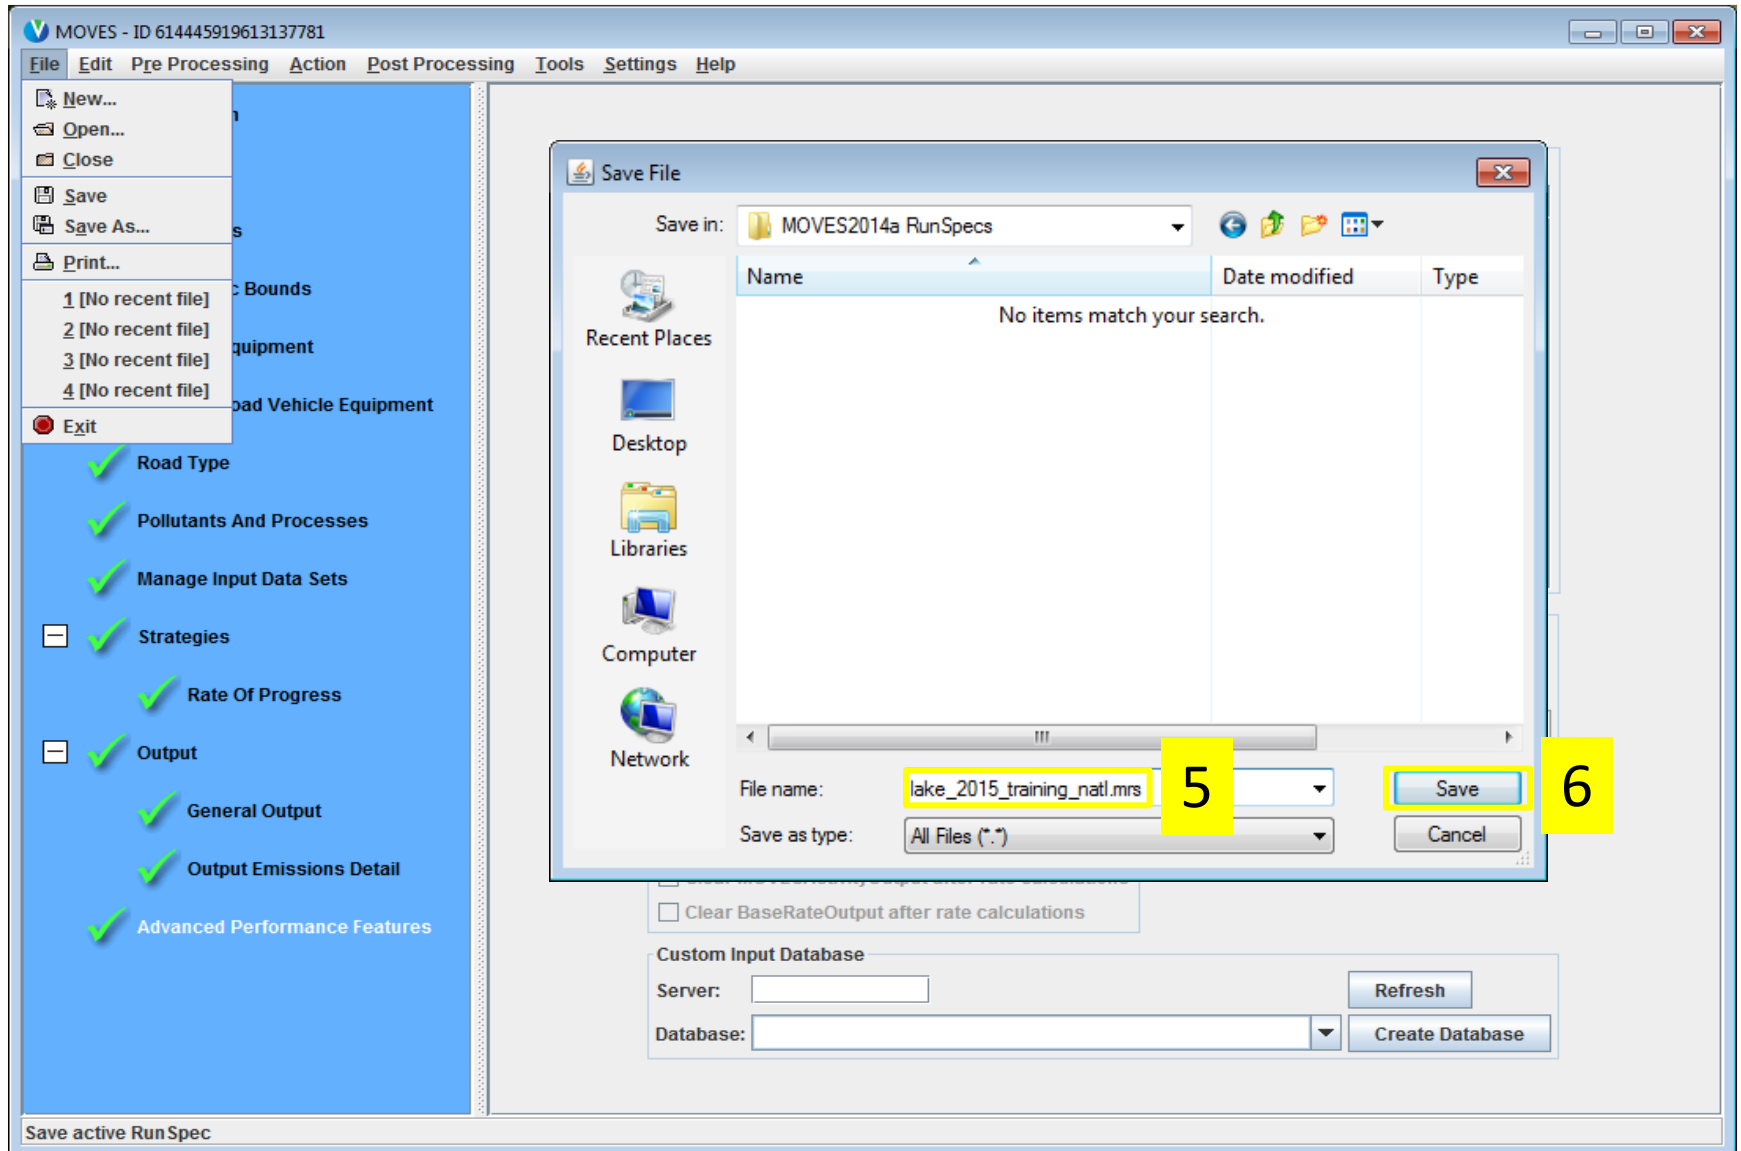 MOVES - ID 614445919613137781
File Edit Pre Processing Action Post Processing Tools Settings Help
New...
Open...
Close
Save
Save As...
Print...
1 [No recent file]
2 [No recent file]
3 [No recent file]
4 [No recent file]
Exit
Bounds
quipment
oad Vehicle Equipment
Road Type
Pollutants And Processes
Manage Input Data Sets
Strategies
Rate Of Progress
Output
General Output
Output Emissions Detail
Advanced Performance Features
Save File
Save in: MOVES2014a RunSpecs
Name Date modified Type
No items match your search.
Recent Places
Desktop
Libraries
Computer
Network
File name: lake_2015_training_natl.mrs 5 Save 6
Save as type: All Files (*.*) Cancel
Clear BaseRateOutput after rate calculations
Custom Input Database
Server: Refresh
Database: Create Database
Save active RunSpec